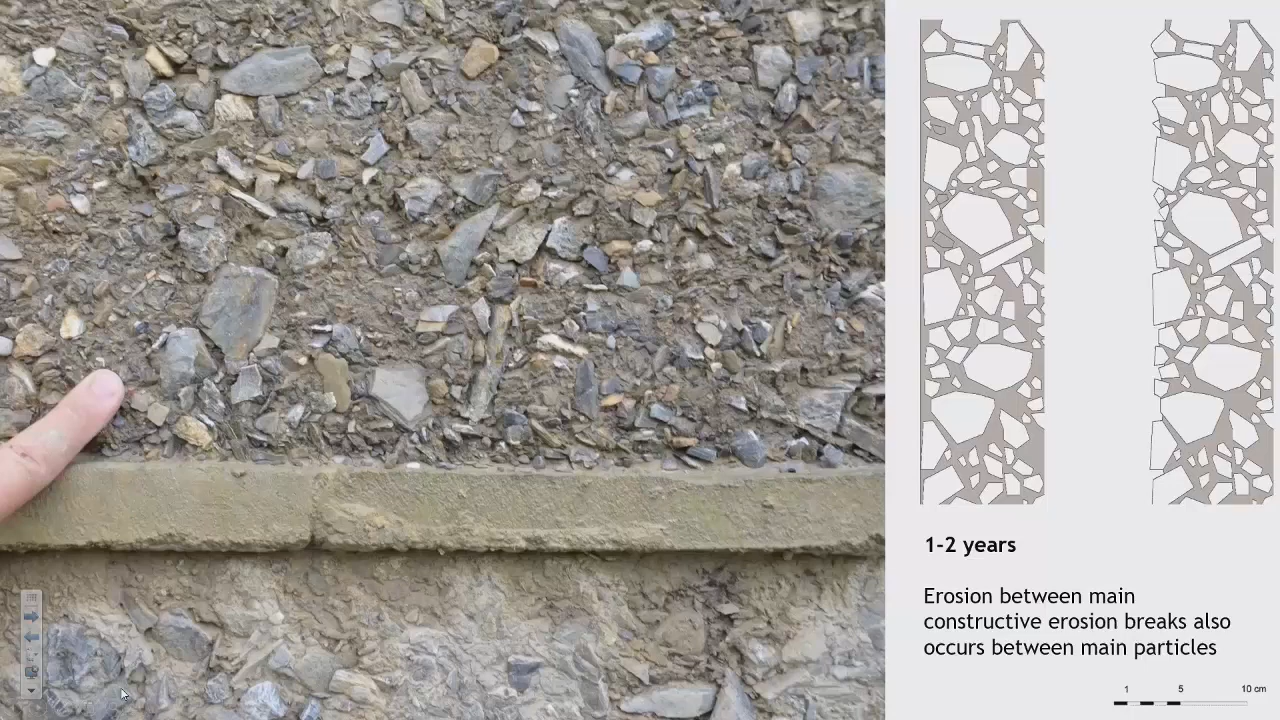 1-2 years
Erosion between main
constructive erosion breaks also
occurs between main particles
1 5 10 cm